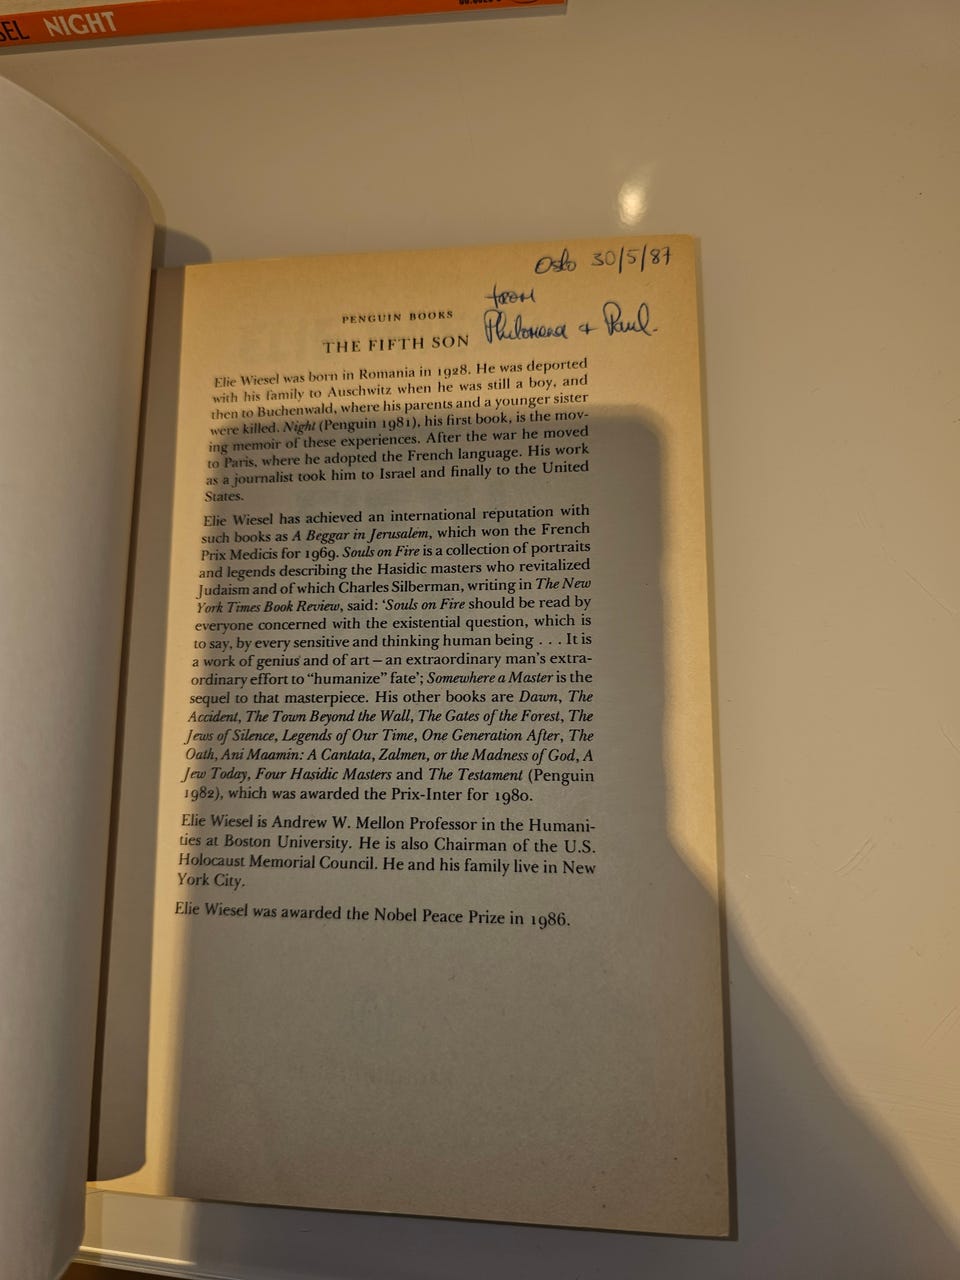 SEL NIGHT
Oslo 30/5/87
from
Philomena + Paul.
PENGUIN BOOKS
THE FIFTH SON
Elie Wiesel was born in Romania in 1928. He was deported
with his family to Auschwitz when he was still a boy, and
then to Buchenwald, where his parents and a younger sister
were killed. Night (Penguin 1981), his first book, is the mov-
ing memoir of these experiences. After the war he moved
to Paris, where he adopted the French language. His work
as a journalist took him to Israel and finally to the United
States.
Elie Wiesel has achieved an international reputation with
such books as A Beggar in Jerusalem, which won the French
Prix Medicis for 1969. Souls on Fire is a collection of portraits
and legends describing the Hasidic masters who revitalized
Judaism and of which Charles Silberman, writing in The New
York Times Book Review, said: ‘Souls on Fire should be read by
everyone concerned with the existential question, which is
to say, by every sensitive and thinking human being . . . It is
a work of genius and of art – an extraordinary man’s extra-
ordinary effort to “humanize” fate’; Somewhere a Master is the
sequel to that masterpiece. His other books are Dawn, The
Accident, The Town Beyond the Wall, The Gates of the Forest, The
Jews of Silence, Legends of Our Time, One Generation After, The
Oath, Ani Maamin: A Cantata, Zalmen, or the Madness of God, A
Jew Today, Four Hasidic Masters and The Testament (Penguin
1982), which was awarded the Prix-Inter for 1980.
Elie Wiesel is Andrew W. Mellon Professor in the Humani-
ties at Boston University. He is also Chairman of the U.S.
Holocaust Memorial Council. He and his family live in New
York City.
Elie Wiesel was awarded the Nobel Peace Prize in 1986.